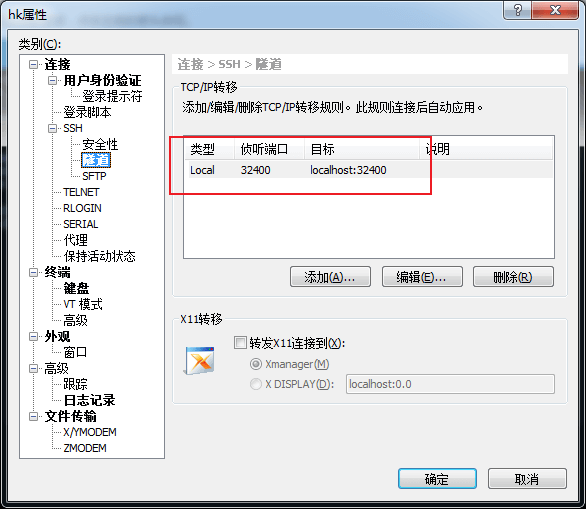 hk属性
类别(C):
连接
用户身份验证
登录提示符
登录脚本
SSH
安全性
隧道
SFTP
TELNET
RLOGIN
SERIAL
代理
保持活动状态
终端
键盘
VT 模式
高级
外观
窗口
高级
跟踪
日志记录
文件传输
X/YMODEM
ZMODEM
连接 > SSH > 隧道
TCP/IP转移
添加/编辑/删除TCP/IP转移规则。此规则连接后自动应用。
类型 侦听端口 目标 说明
Local 32400 localhost:32400
添加(A)... 编辑(E)... 删除(R)
X11转移
转发X11连接到(X):
Xmanager(M)
X DISPLAY(D): localhost:0.0
确定 取消